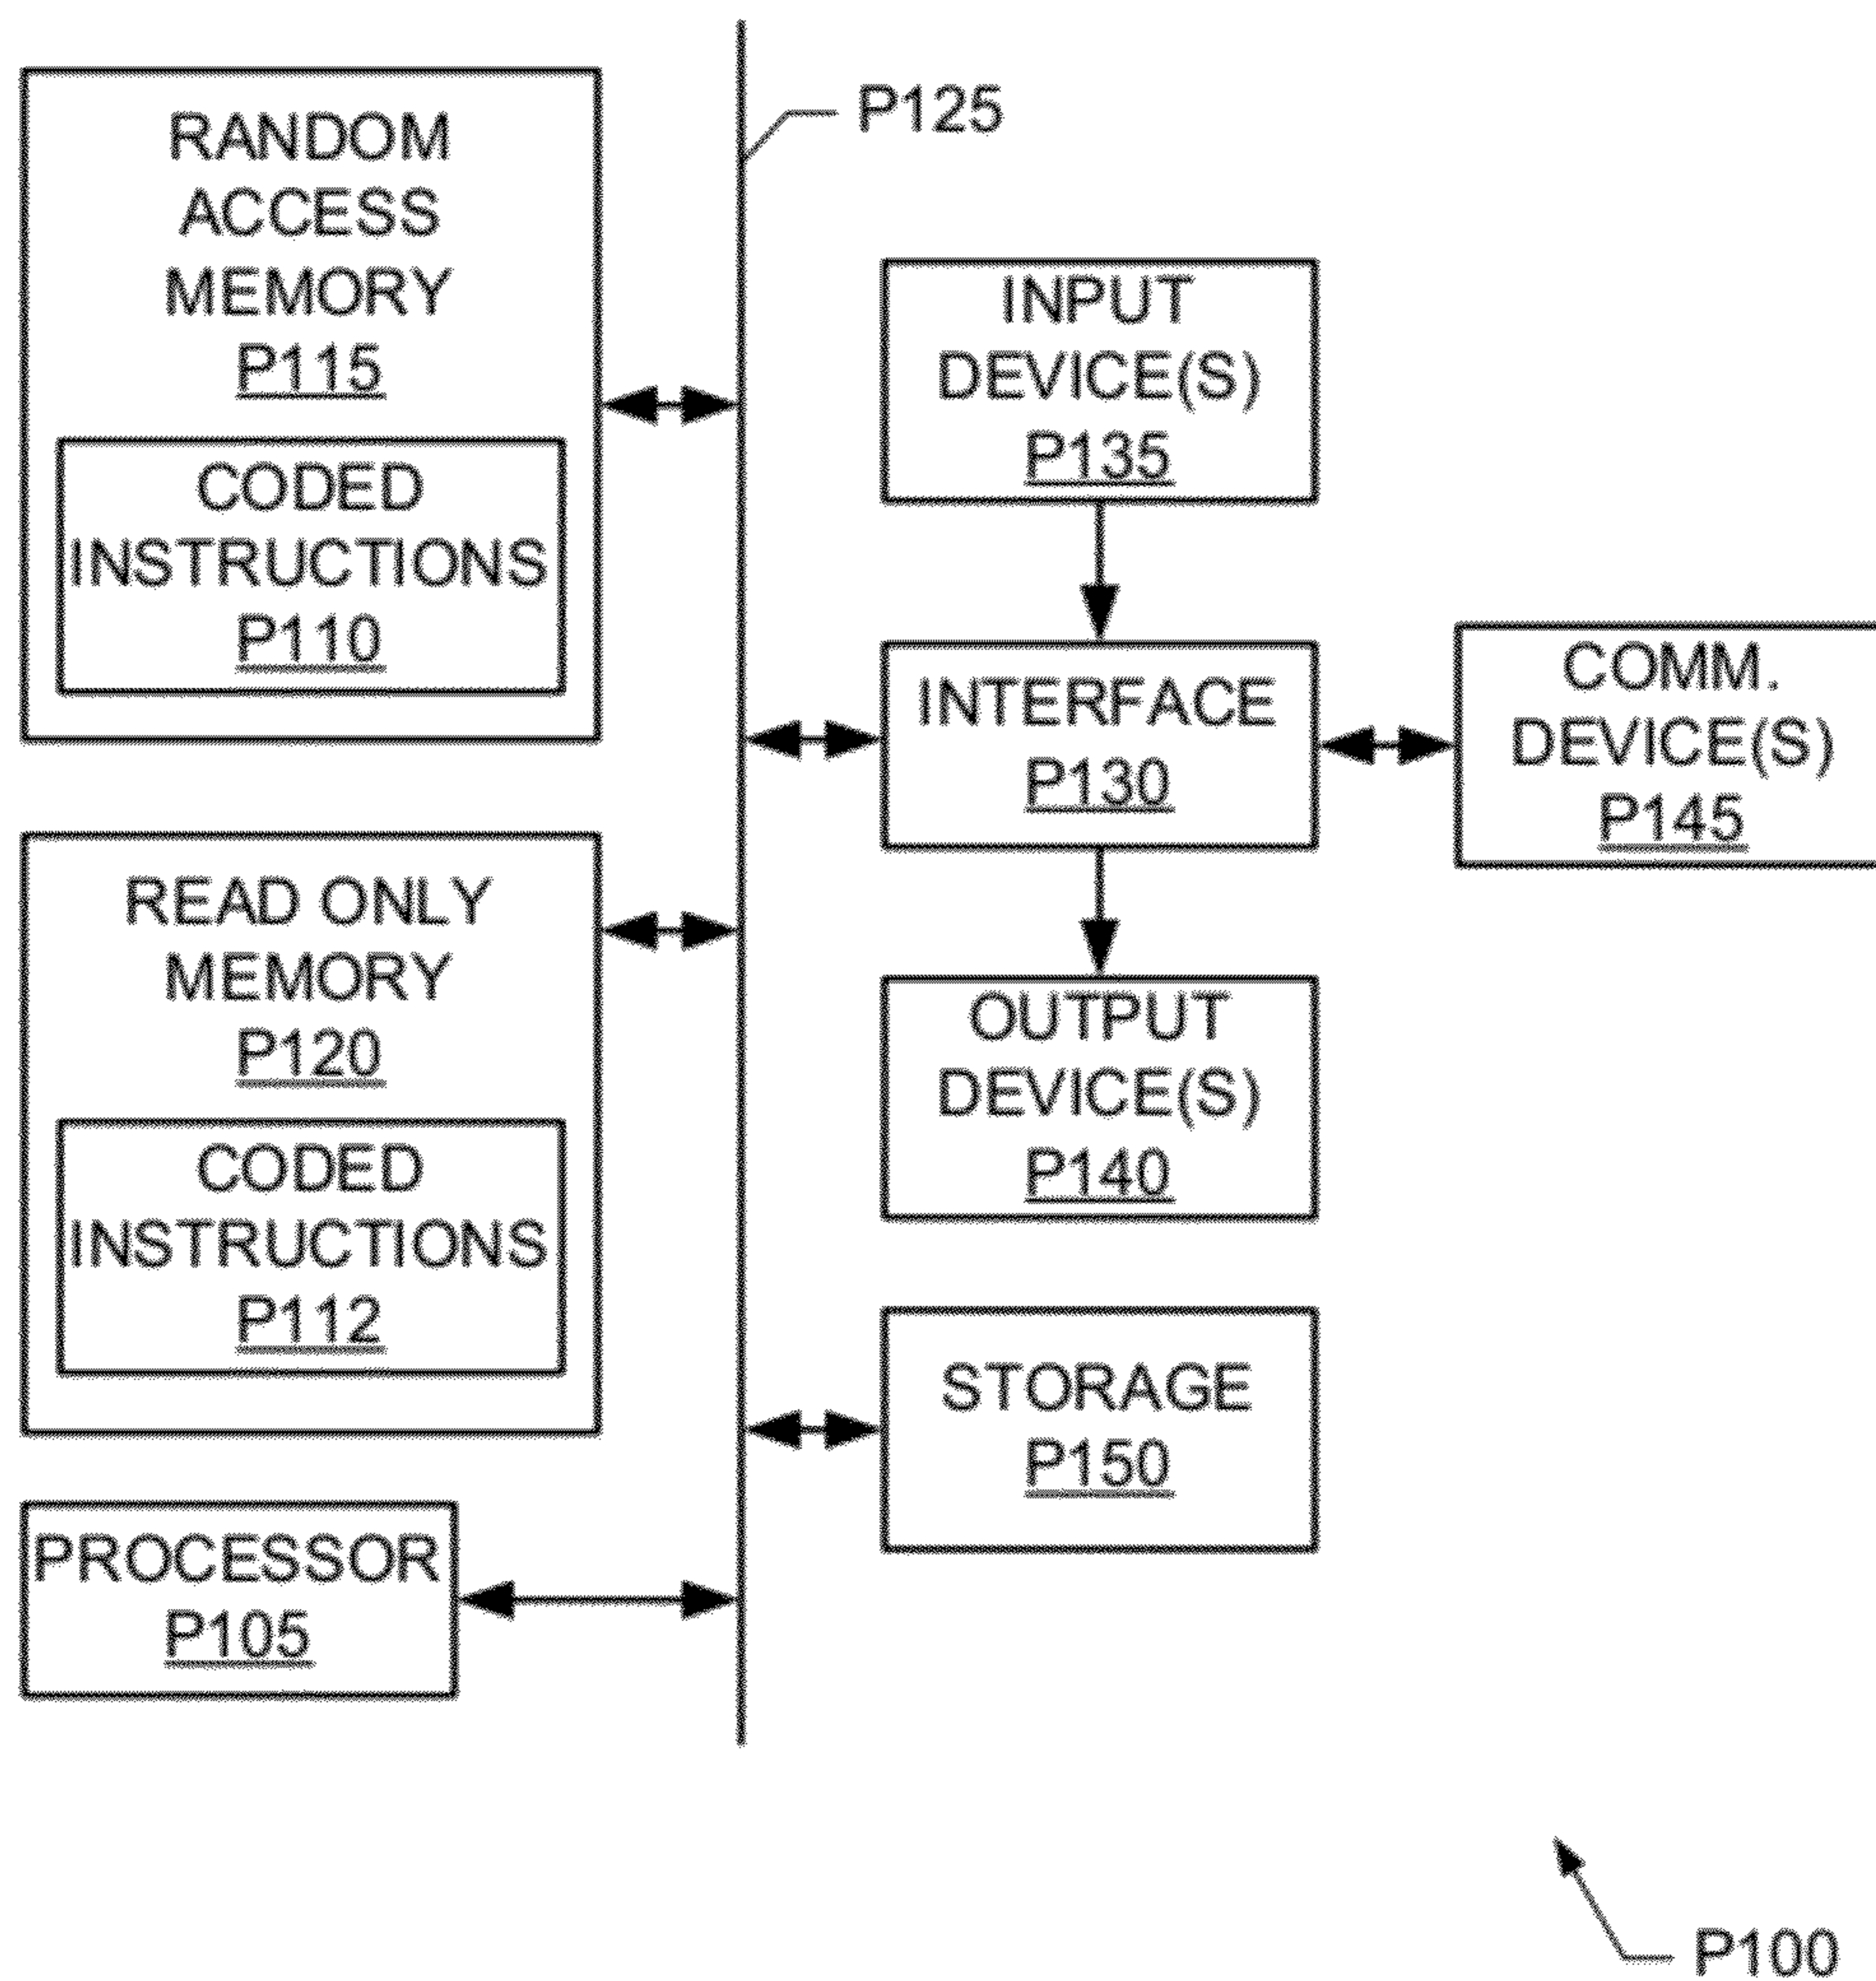 RANDOM
ACCESS
MEMORY
P115
CODED
INSTRUCTIONS
P110
READ ONLY
MEMORY
P120
CODED
INSTRUCTIONS
P112
PROCESSOR
P105
P125
INPUT
DEVICE(S)
P135
INTERFACE
P130
COMM.
DEVICE(S)
P145
OUTPUT
DEVICE(S)
P140
STORAGE
P150
P100